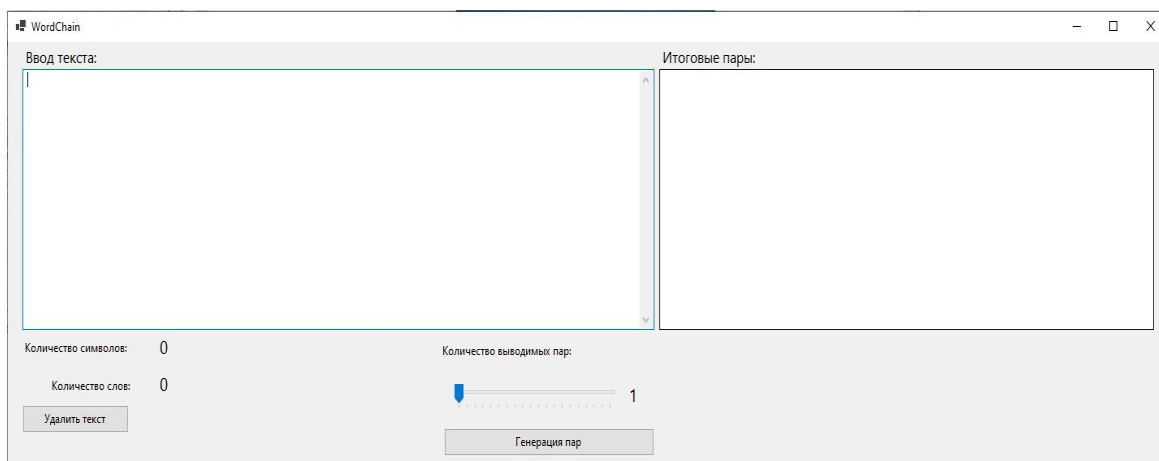 WordChain
Ввод текста:
Итоговые пары:
Количество символов: 0
Количество выводимых пар:
Количество слов: 0
1
Удалить текст
Генерация пар